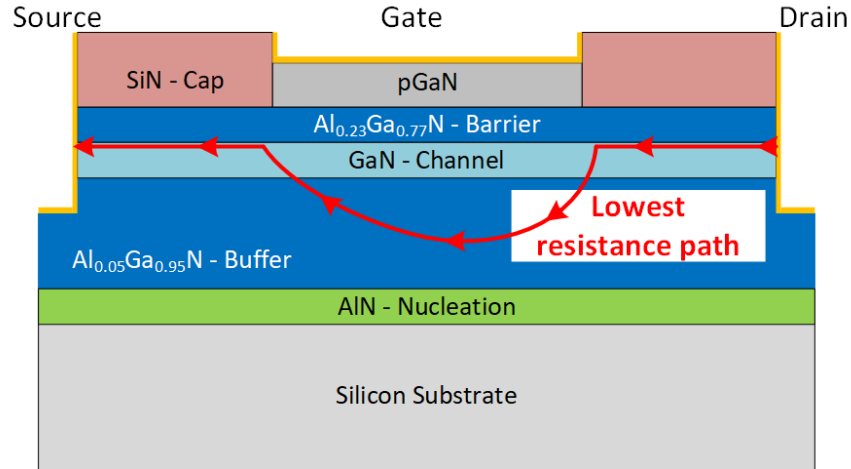 Source Gate Drain
SiN - Cap pGaN
Al0.23Ga0.77N - Barrier
GaN - Channel
Lowest
resistance path
Al0.05Ga0.95N - Buffer
AlN - Nucleation
Silicon Substrate